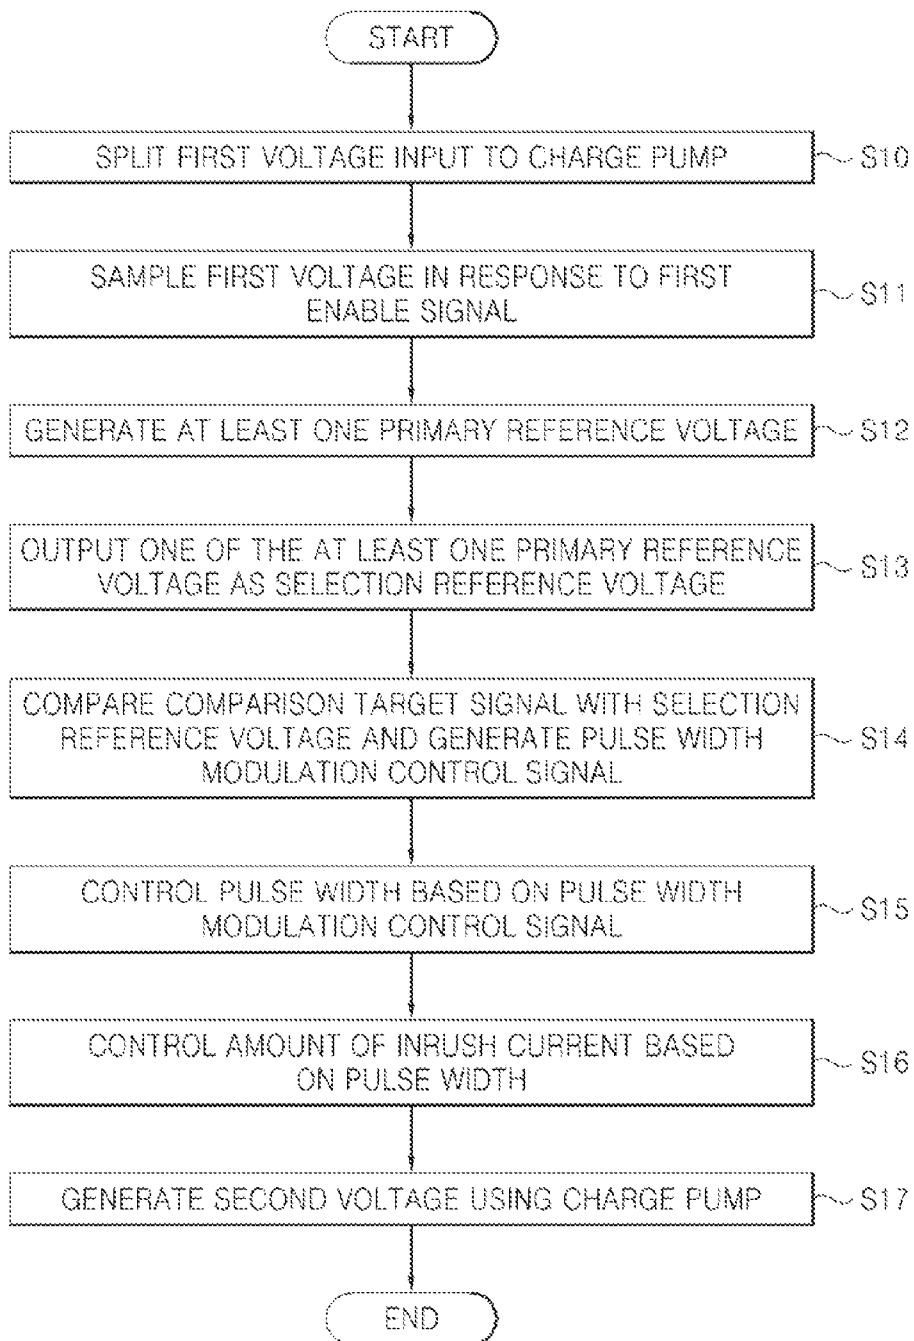 START
SPLIT FIRST VOLTAGE INPUT TO CHARGE PUMP
S10
SAMPLE FIRST VOLTAGE IN RESPONSE TO FIRST
ENABLE SIGNAL
S11
GENERATE AT LEAST ONE PRIMARY REFERENCE VOLTAGE
S12
OUTPUT ONE OF THE AT LEAST ONE PRIMARY REFERENCE
VOLTAGE AS SELECTION REFERENCE VOLTAGE
S13
COMPARE COMPARISON TARGET SIGNAL WITH SELECTION
REFERENCE VOLTAGE AND GENERATE PULSE WIDTH
MODULATION CONTROL SIGNAL
S14
CONTROL PULSE WIDTH BASED ON PULSE WIDTH
MODULATION CONTROL SIGNAL
S15
CONTROL AMOUNT OF INRUSH CURRENT BASED
ON PULSE WIDTH
S16
GENERATE SECOND VOLTAGE USING CHARGE PUMP
S17
END